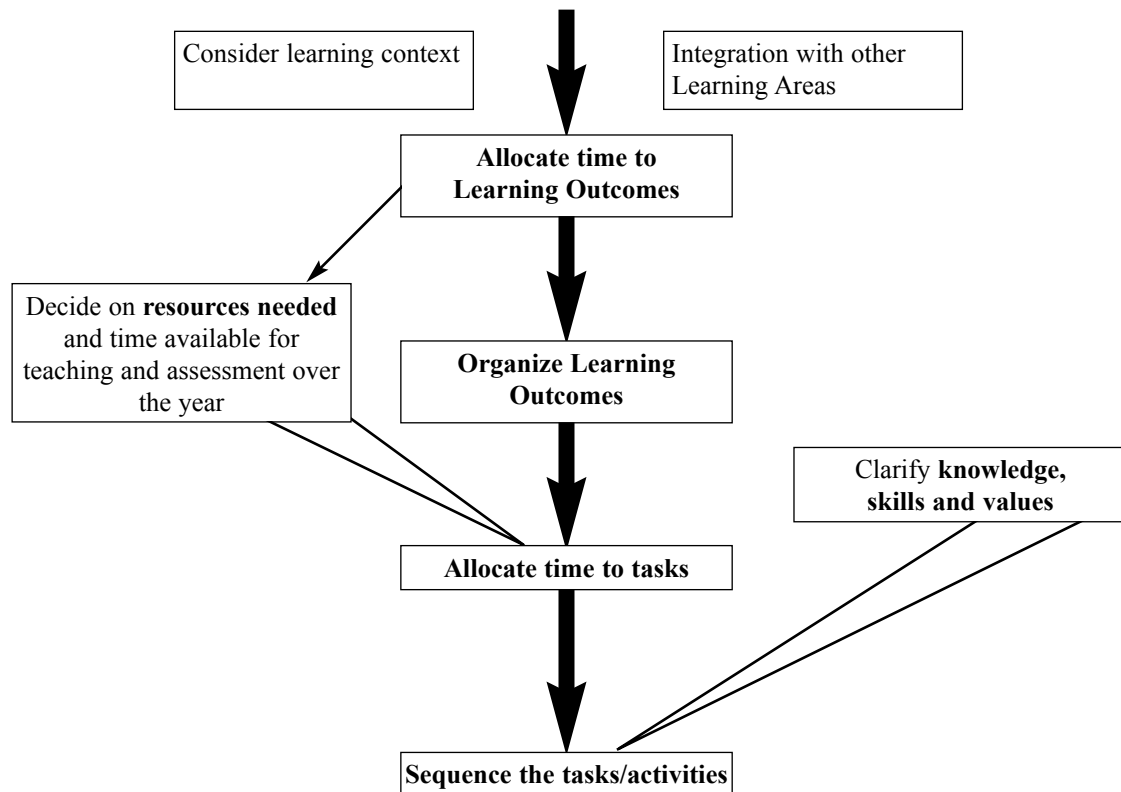 Consider learning context
Integration with other
Learning Areas
Allocate time to
Learning Outcomes
Decide on resources needed
and time available for
teaching and assessment over
the year
Organize Learning
Outcomes
Clarify knowledge,
skills and values
Allocate time to tasks
Sequence the tasks/activities